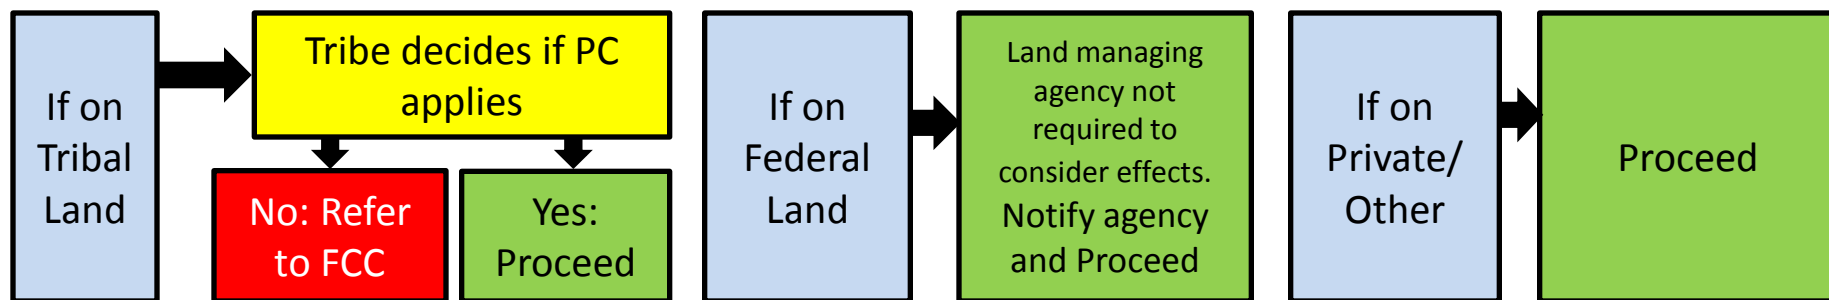 If on
Tribal
Land
Tribe decides if PC
applies
No: Refer
to FCC
Yes:
Proceed
If on
Federal
Land
Land managing
agency not
required to
consider effects.
Notify agency
and Proceed
If on
Private/
Other
Proceed